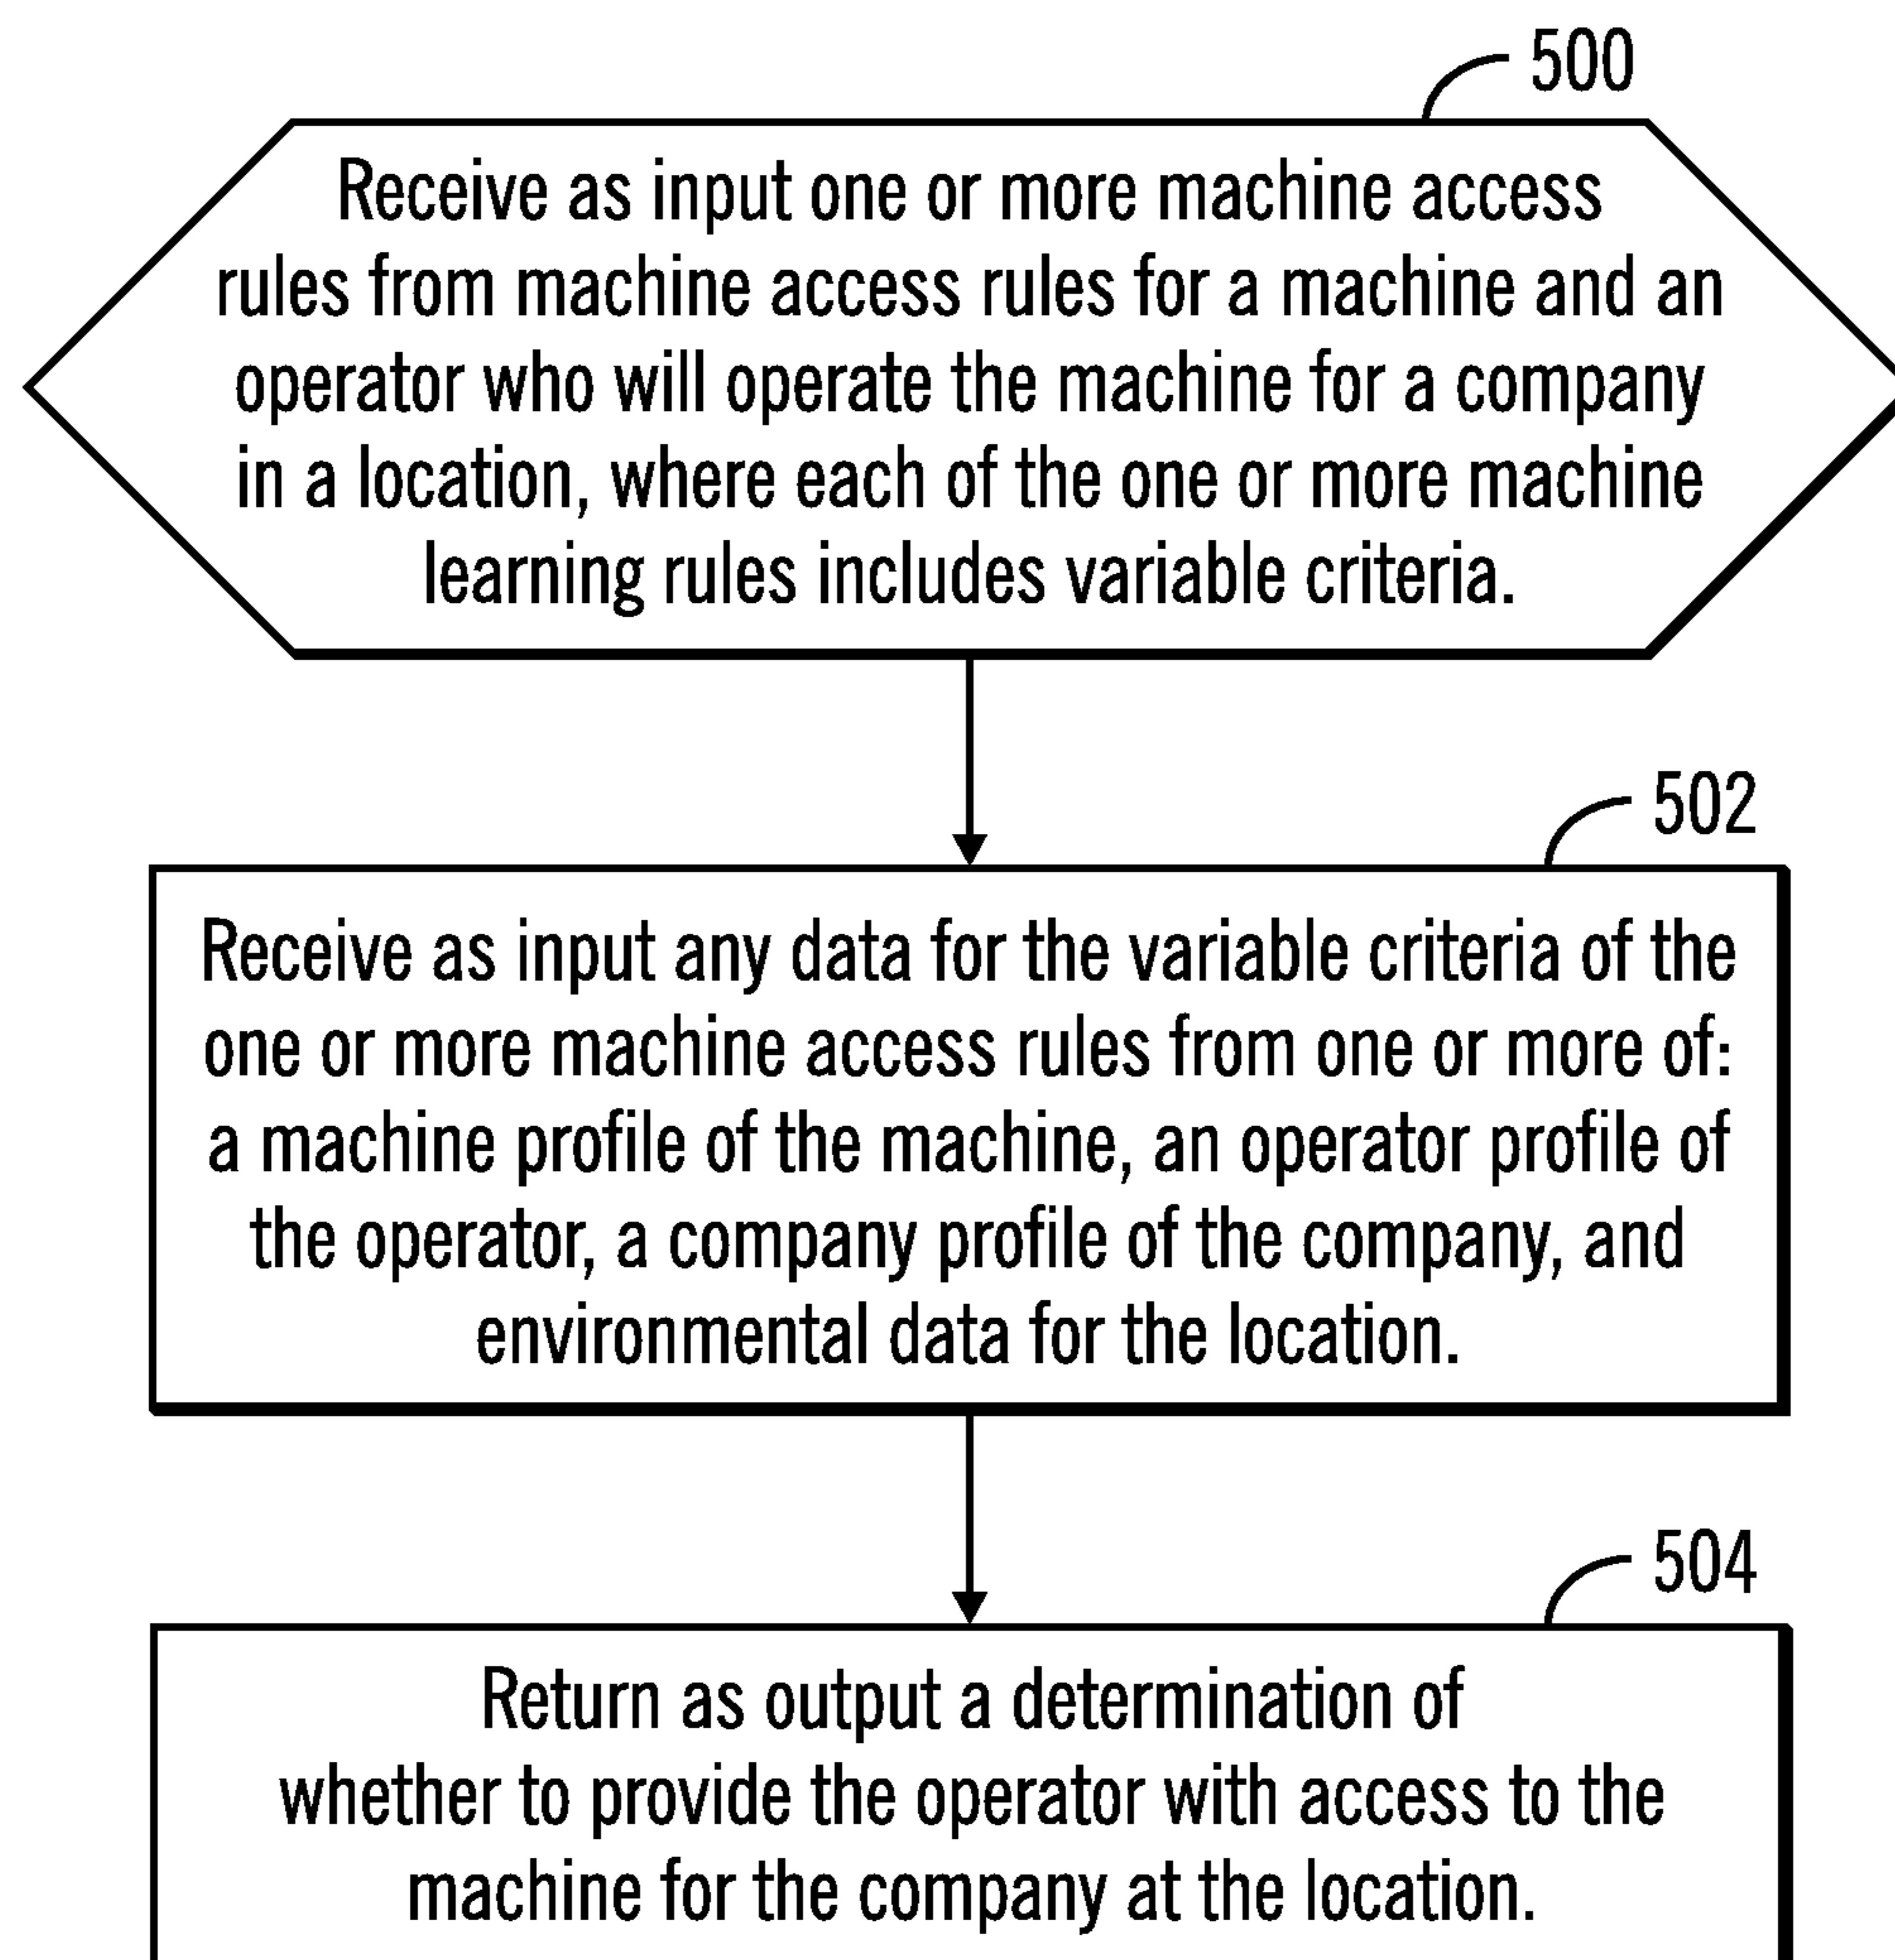 500
Receive as input one or more machine access
rules from machine access rules for a machine and an
operator who will operate the machine for a company
in a location, where each of the one or more machine
learning rules includes variable criteria.
502
Receive as input any data for the variable criteria of the
one or more machine access rules from one or more of:
a machine profile of the machine, an operator profile of
the operator, a company profile of the company, and
environmental data for the location.
504
Return as output a determination of
whether to provide the operator with access to the
machine for the company at the location.